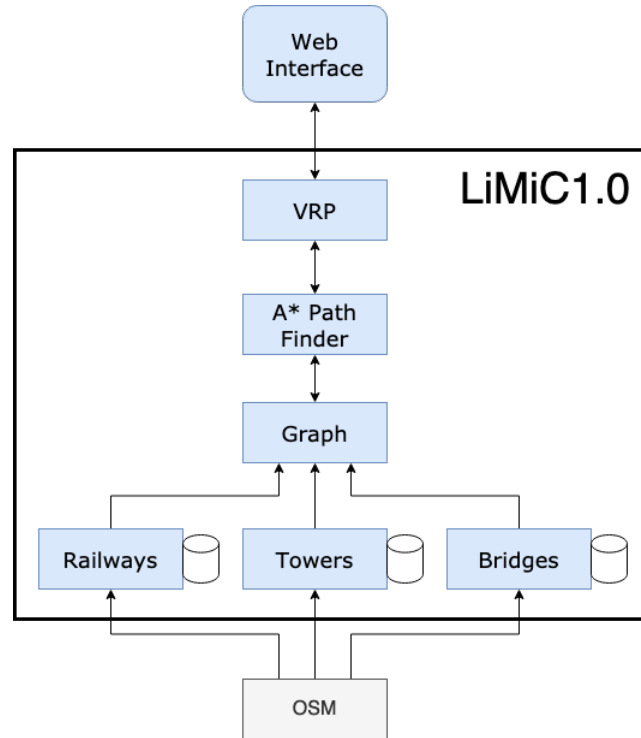 Web
Interface
LiMiC1.0
VRP
A* Path
Finder
Graph
Railways
Towers
Bridges
OSM